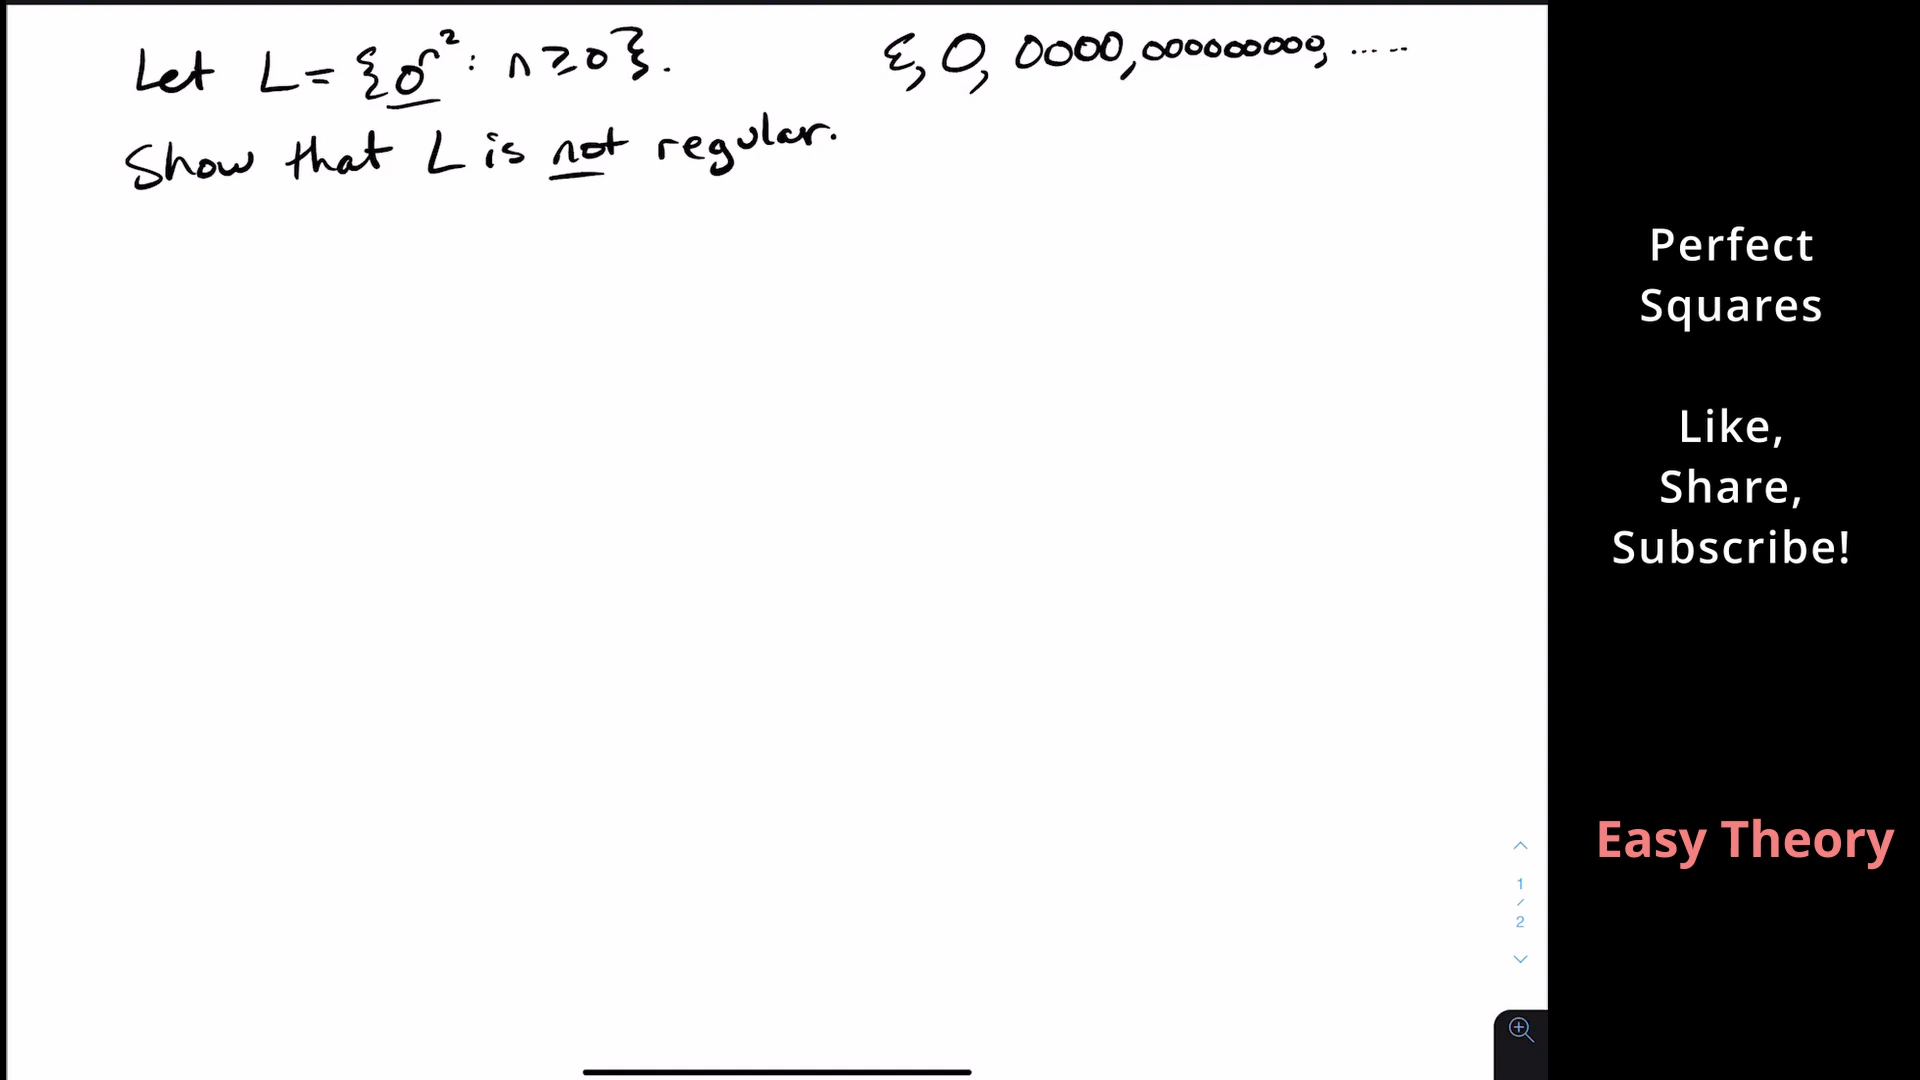 Let L = {0^n²: n ≥ 0}.
ε, 0, 0000, 000000000, .....
Show that L is not regular.
Perfect
Squares
Like,
Share,
Subscribe!
Easy Theory
1
/
2